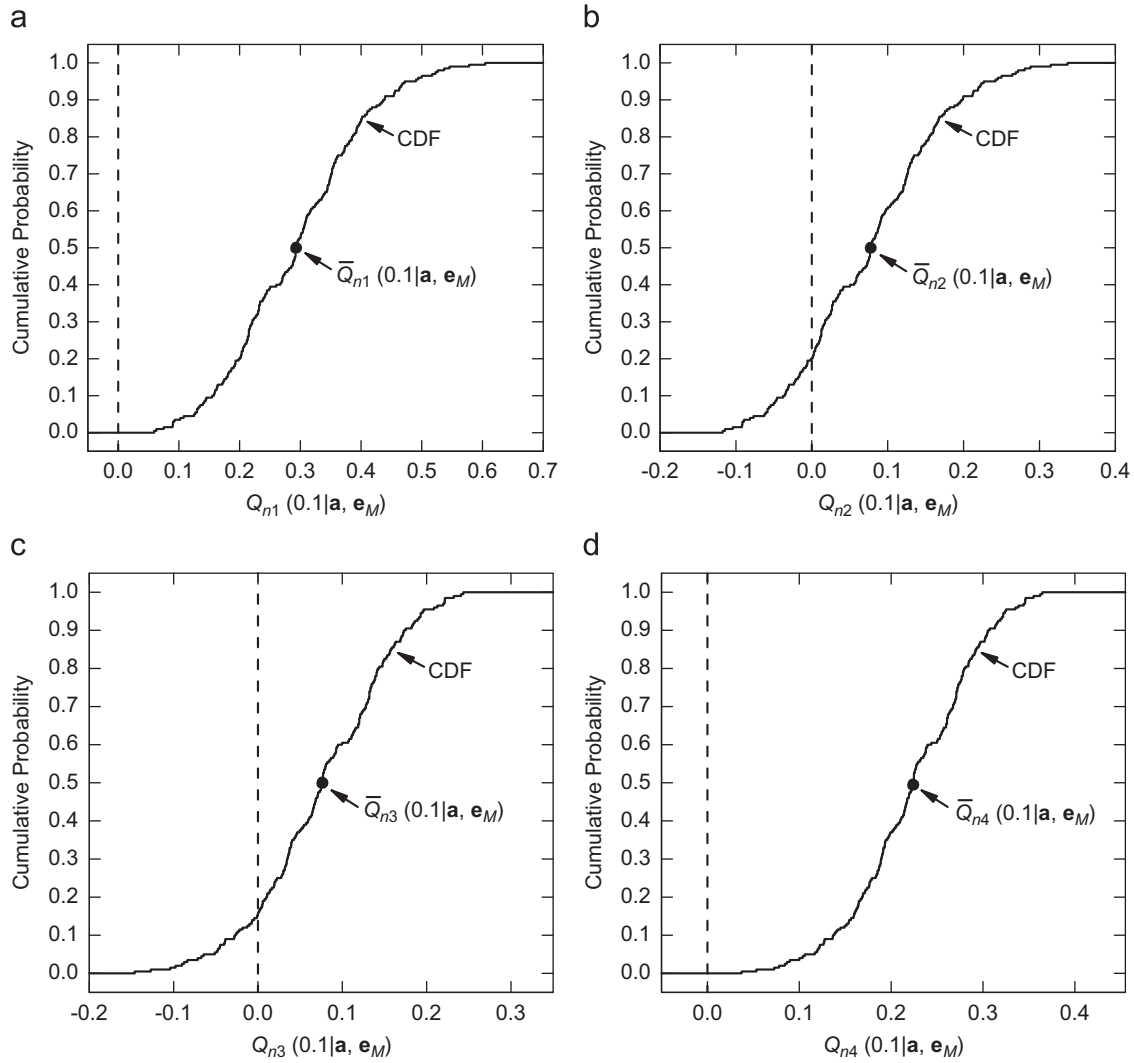 a
1.0
0.9
0.8
0.7
0.6
0.5
0.4
0.3
0.2
0.1
0.0
Cumulative Probability
CDF
Q̅n1 (0.1|a, eM)
0.0 0.1 0.2 0.3 0.4 0.5 0.6 0.7
Qn1 (0.1|a, eM)
b
1.0
0.9
0.8
0.7
0.6
0.5
0.4
0.3
0.2
0.1
0.0
Cumulative Probability
CDF
Q̅n2 (0.1|a, eM)
-0.2 -0.1 0.0 0.1 0.2 0.3 0.4
Qn2 (0.1|a, eM)
c
1.0
0.9
0.8
0.7
0.6
0.5
0.4
0.3
0.2
0.1
0.0
Cumulative Probability
CDF
Q̅n3 (0.1|a, eM)
-0.2 -0.1 0.0 0.1 0.2 0.3
Qn3 (0.1|a, eM)
d
1.0
0.9
0.8
0.7
0.6
0.5
0.4
0.3
0.2
0.1
0.0
Cumulative Probability
CDF
Q̅n4 (0.1|a, eM)
0.0 0.1 0.2 0.3 0.4
Qn4 (0.1|a, eM)